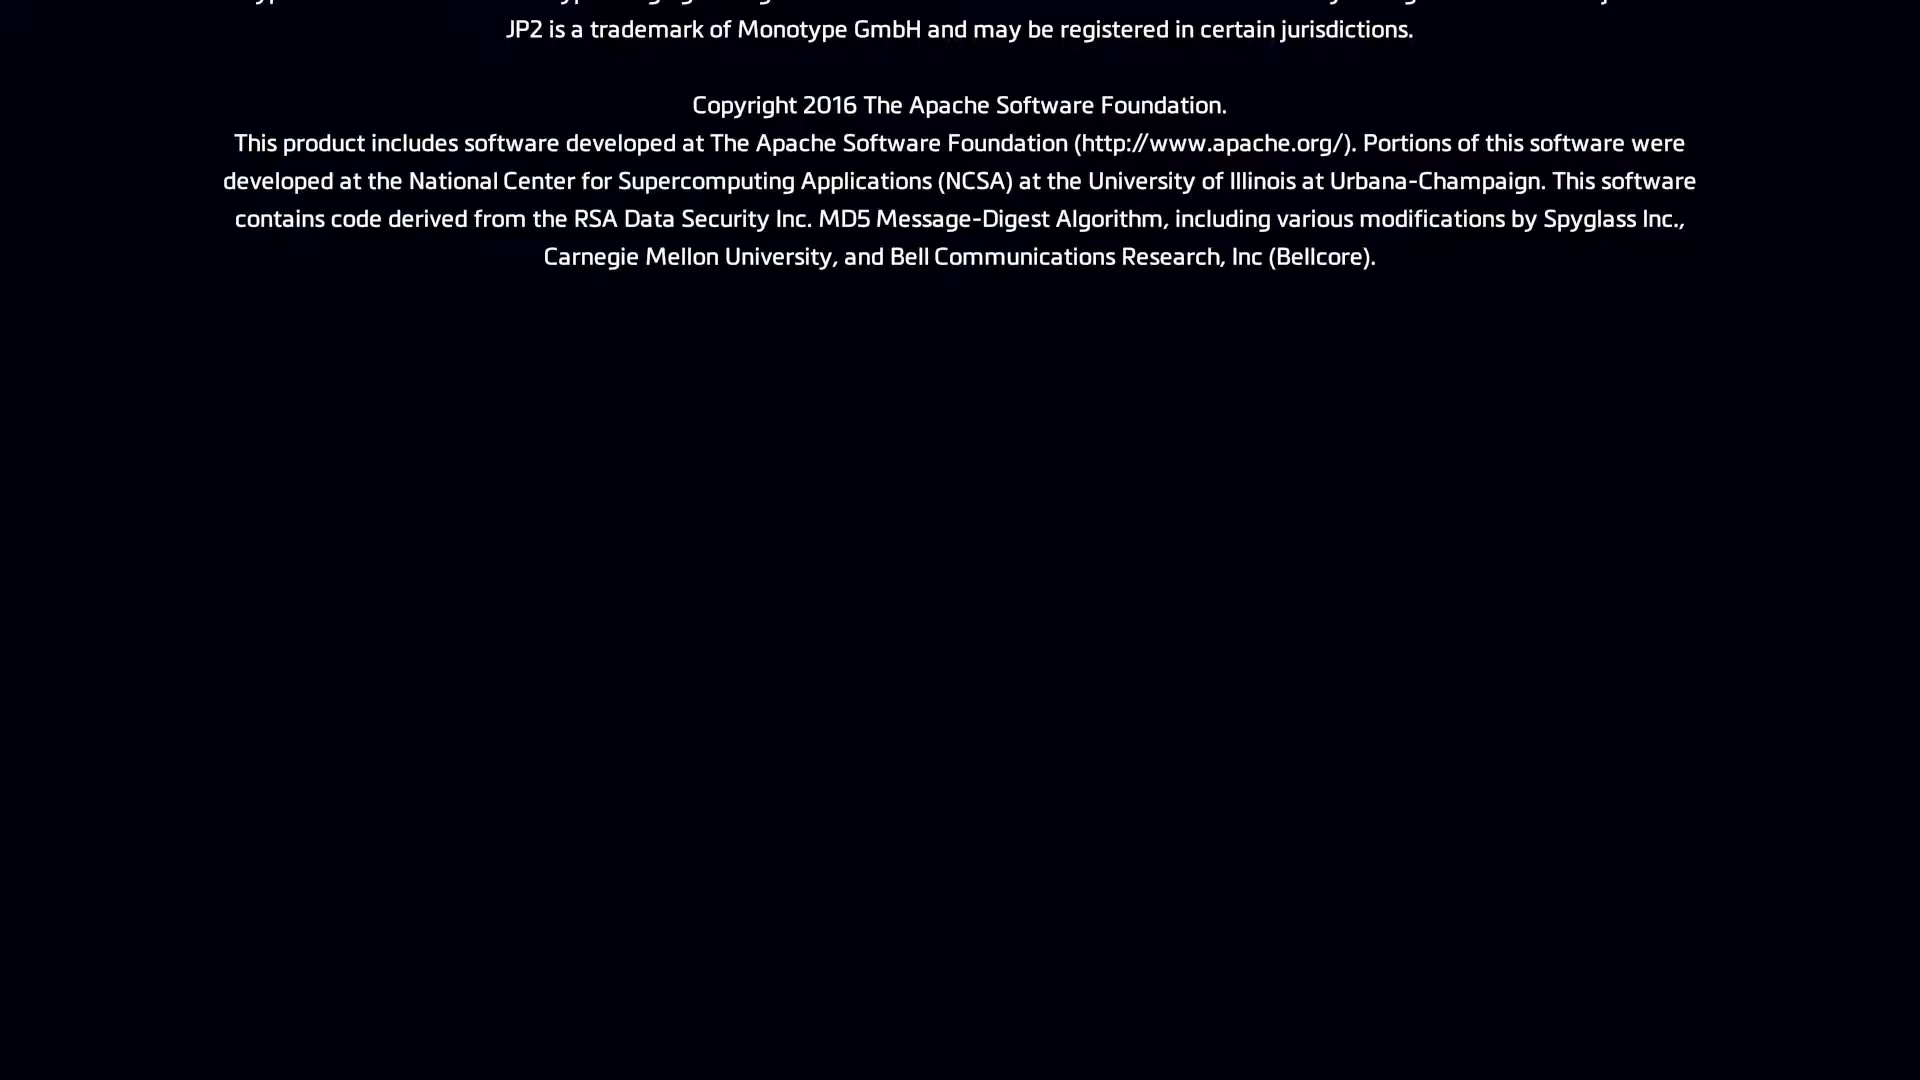 JP2 is a trademark of Monotype GmbH and may be registered in certain jurisdictions.
Copyright 2016 The Apache Software Foundation.
This product includes software developed at The Apache Software Foundation (http://www.apache.org/). Portions of this software were
developed at the National Center for Supercomputing Applications (NCSA) at the University of Illinois at Urbana-Champaign. This software
contains code derived from the RSA Data Security Inc. MD5 Message-Digest Algorithm, including various modifications by Spyglass Inc.,
Carnegie Mellon University, and Bell Communications Research, Inc (Bellcore).